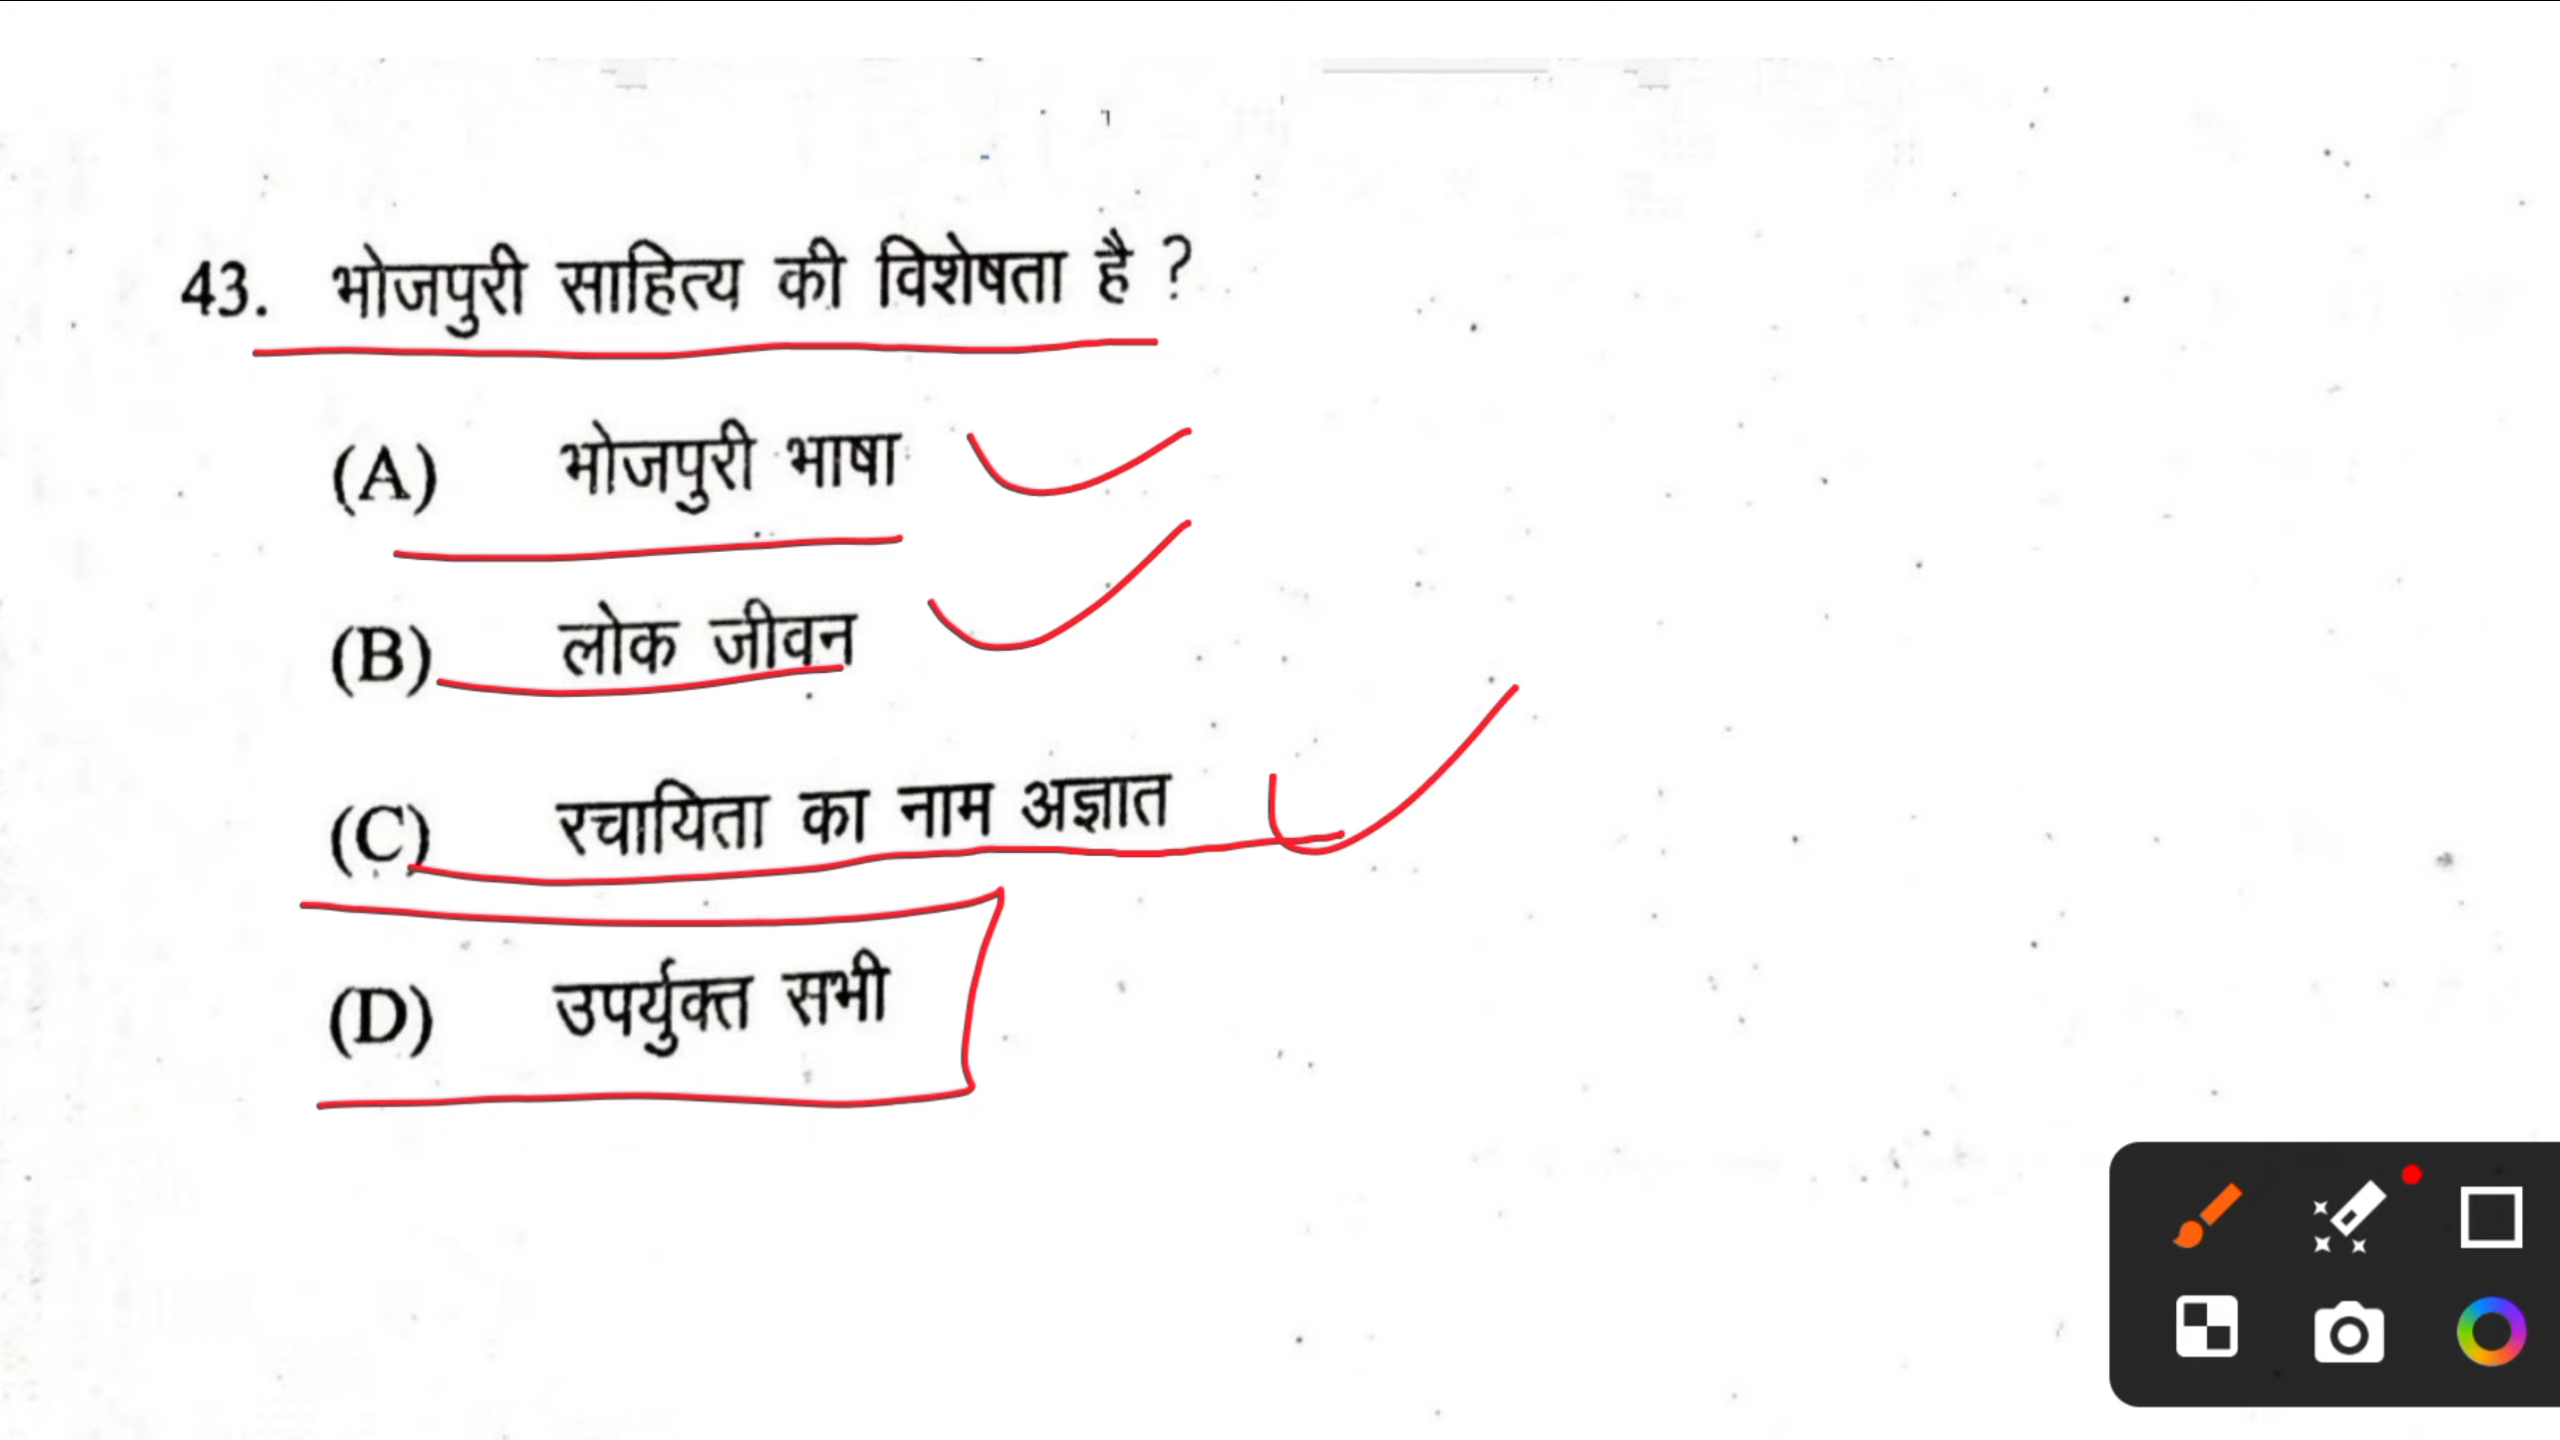 43. भोजपुरी साहित्य की विशेषता है ?
(A) भोजपुरी भाषा
(B) लोक जीवन
(C) रचायिता का नाम अज्ञात
(D) उपर्युक्त सभी